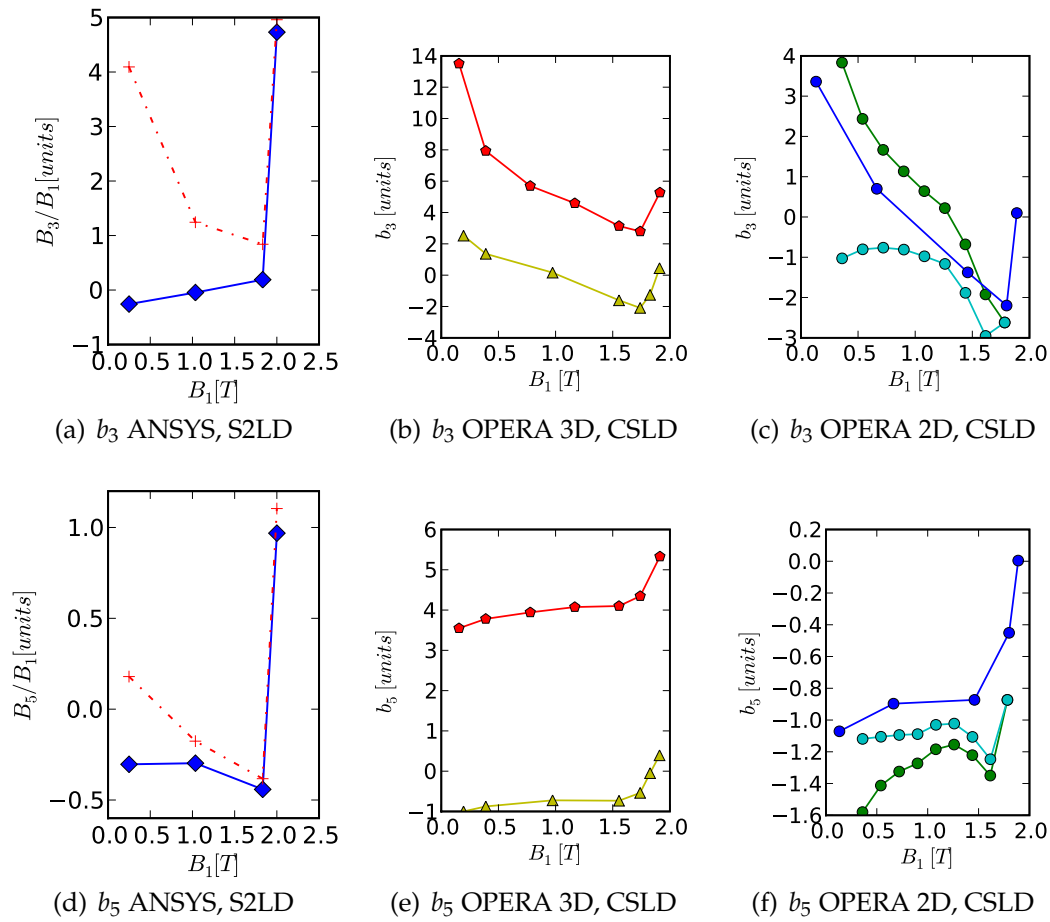 5
4
3
2
1
0
−1
0.0 0.5 1.0 1.5 2.0 2.5
B₃/B₁[units]
B₁[T]
(a) b₃ ANSYS, S2LD
14
12
10
8
6
4
2
0
−2
−4
0.0 0.5 1.0 1.5 2.0
b₃ [units]
B₁ [T]
(b) b₃ OPERA 3D, CSLD
4
3
2
1
0
−1
−2
−3
0.0 0.5 1.0 1.5 2.0
b₃ [units]
B₁ [T]
(c) b₃ OPERA 2D, CSLD
1.0
0.5
0.0
−0.5
0.0 0.5 1.0 1.5 2.0 2.5
B₅/B₁[units]
B₁[T]
(d) b₅ ANSYS, S2LD
6
5
4
3
2
1
0
−1
0.0 0.5 1.0 1.5 2.0
b₅ [units]
B₁ [T]
(e) b₅ OPERA 3D, CSLD
0.2
0.0
−0.2
−0.4
−0.6
−0.8
−1.0
−1.2
−1.4
−1.6
0.0 0.5 1.0 1.5 2.0
b₅ [units]
B₁ [T]
(f) b₅ OPERA 2D, CSLD